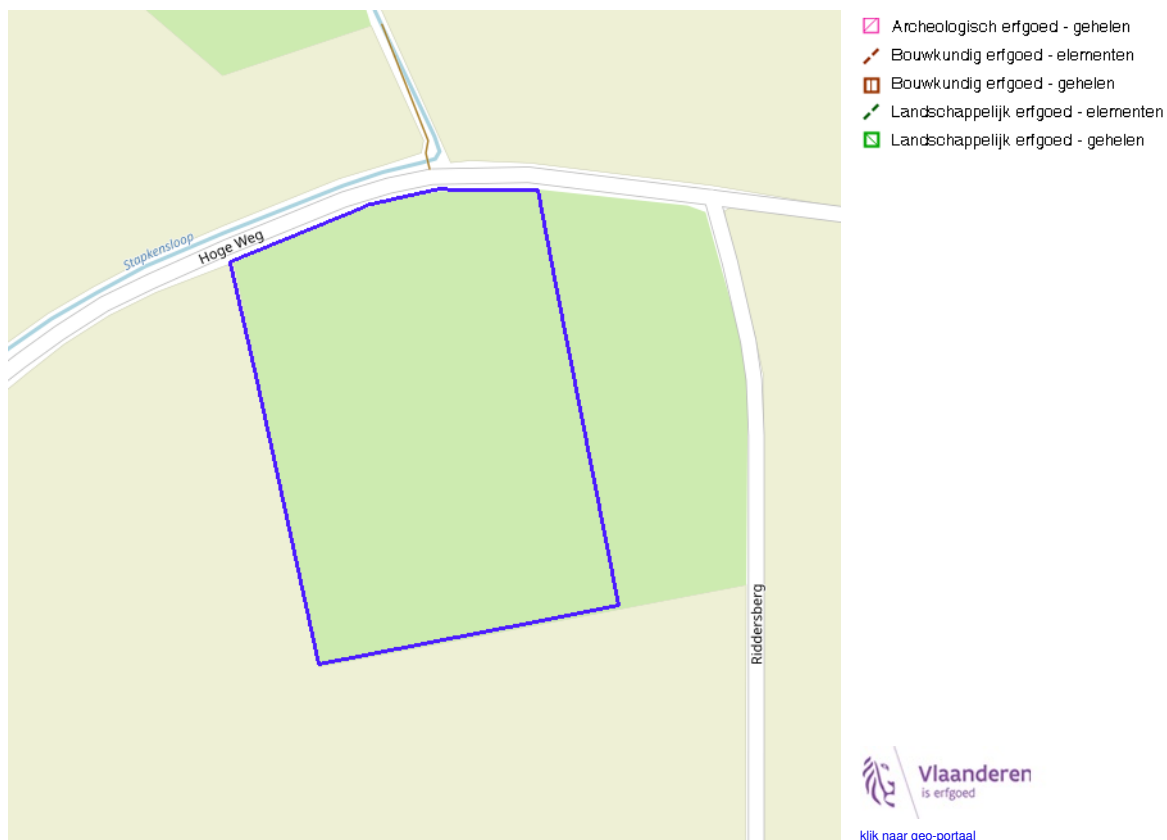 Stapkensloop
Hoge Weg
Riddersberg
Archeologisch erfgoed - gehelen
Bouwkundig erfgoed - elementen
Bouwkundig erfgoed - gehelen
Landschappelijk erfgoed - elementen
Landschappelijk erfgoed - gehelen
Vlaanderen
is erfgoed
klik naar geo-portaal